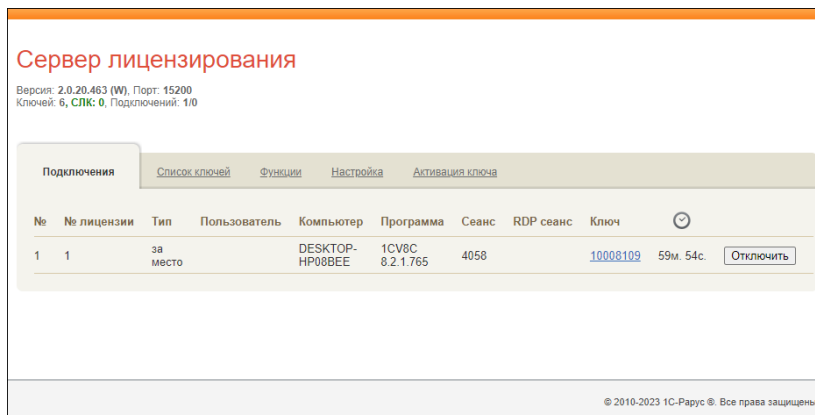 Сервер лицензирования
Версия: 2.0.20.463 (W), Порт: 15200
Ключей: 6, СЛК: 0, Подключений: 1/0
Подключения Список ключей Функции Настройка Активация ключа
№ № лицензии Тип Пользователь Компьютер Программа Сеанс RDP сеанс Ключ
1 1 за место DESKTOP-HP08BEE 1CV8C 8.2.1.765 4058 10008109 59м. 54с. Отключить
© 2010-2023 1С-Рарус ®. Все права защищены